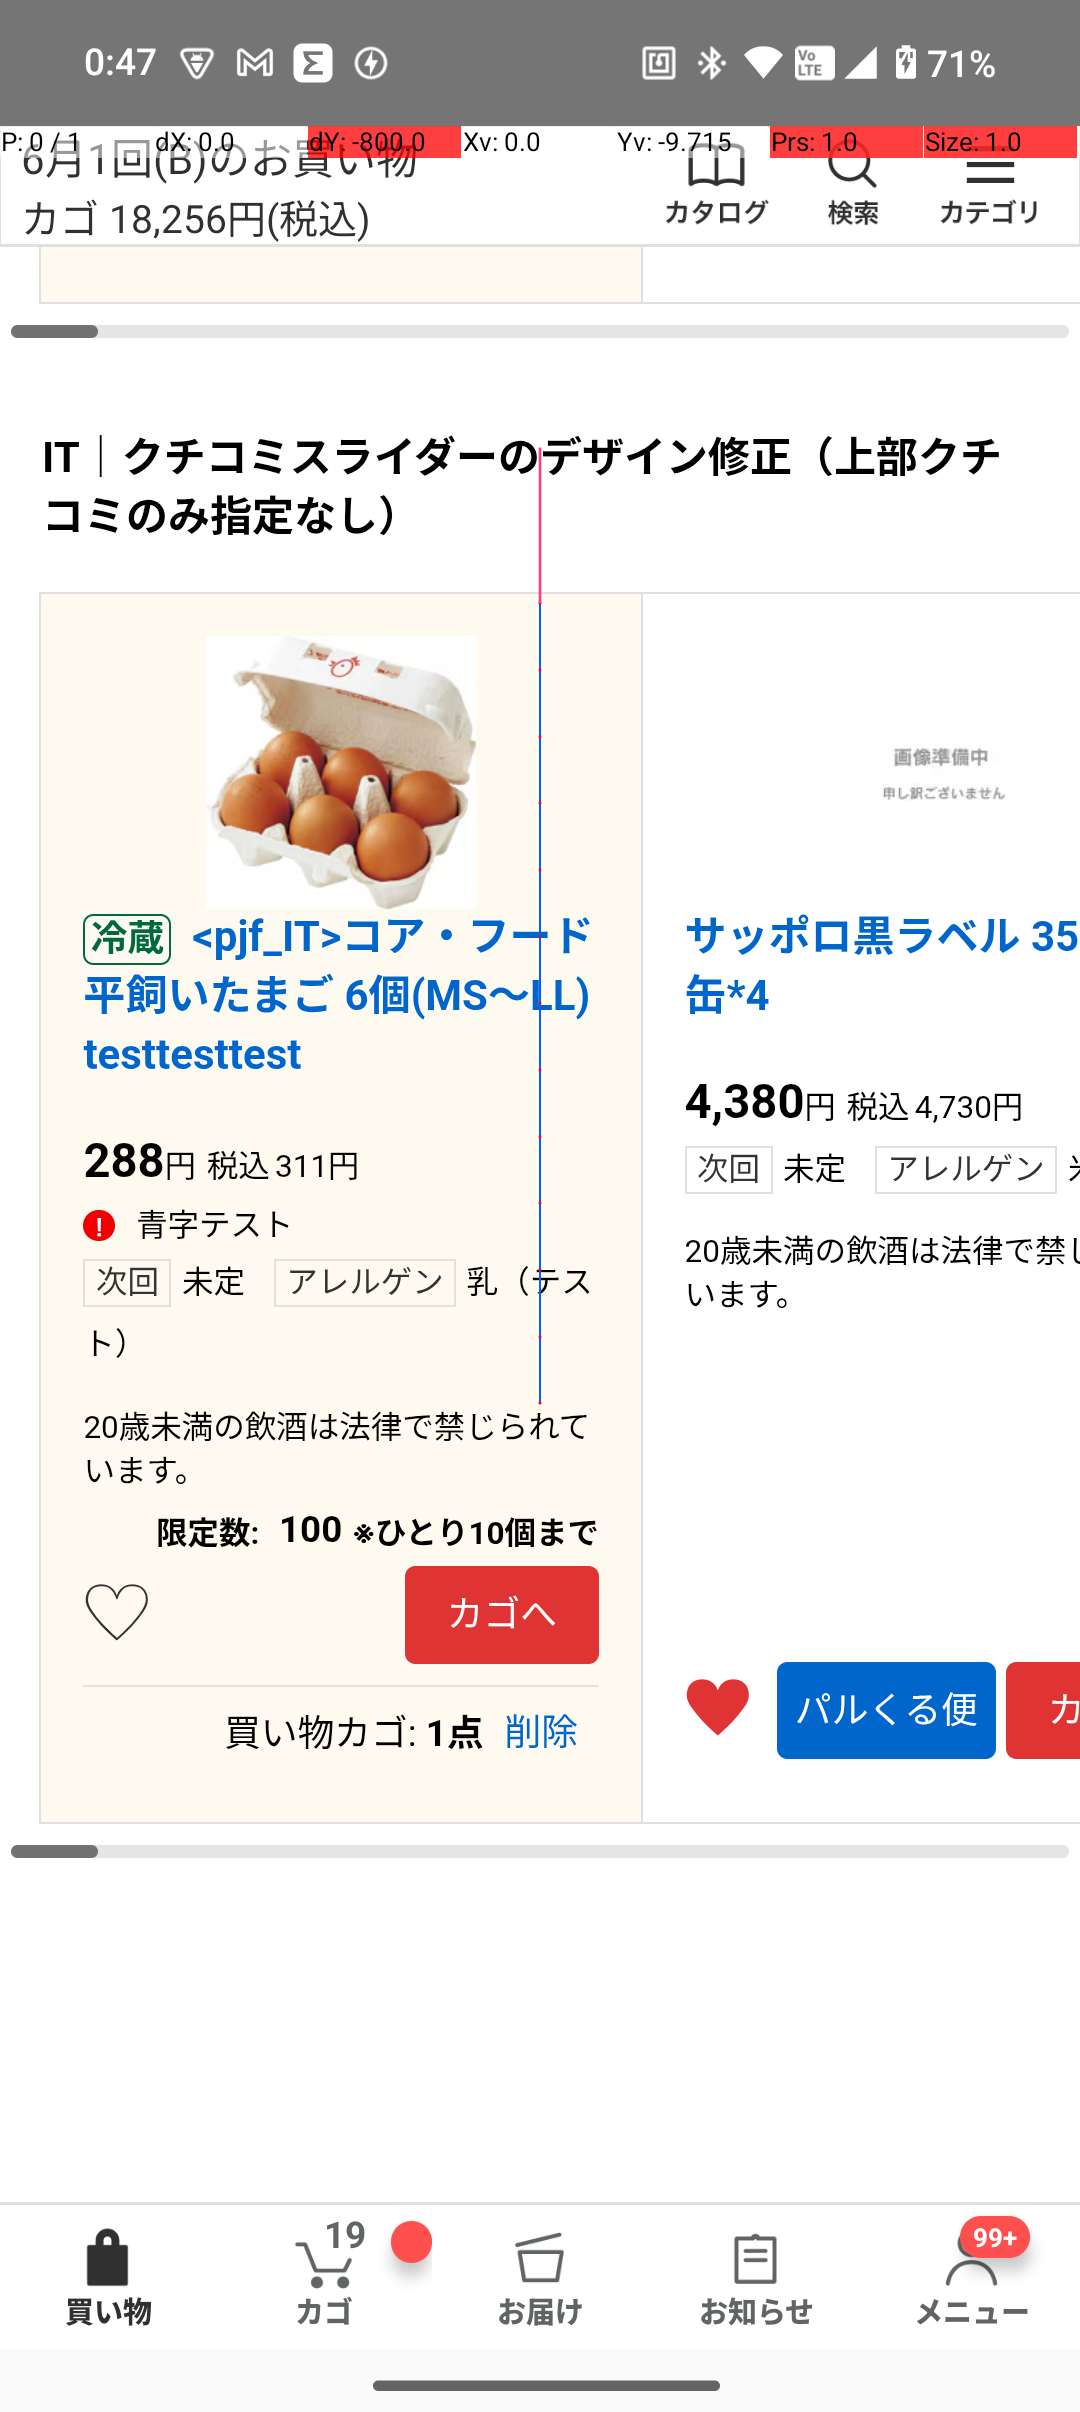 0:47
Vo LTE
71%
P: 0 / 1 dX: 0.0 dY: -800.0 Xv: 0.0 Yv: -9.715 Prs: 1.0 Size: 1.0
6月1回(B)のお買い物
カゴ 18,256円(税込)
カタログ 検索 カテゴリ
IT｜クチコミスライダーのデザイン修正（上部クチ
コミのみ指定なし）
冷蔵 <pjf_IT>コア・フード
平飼いたまご 6個(MS〜LL)
testtesttest
288円 税込 311円
! 青字テスト
次回 未定 アレルゲン 乳（テス
ト）
20歳未満の飲酒は法律で禁じられて
います。
限定数: 100 ※ひとり10個まで
カゴへ
買い物カゴ: 1点 削除
画像準備中
申し訳ございません
サッポロ黒ラベル 35
缶*4
4,380円 税込 4,730円
次回 未定 アレルゲン
20歳未満の飲酒は法律で禁じ
います。
パルくる便 カ
19
99+
買い物 カゴ お届け お知らせ メニュー